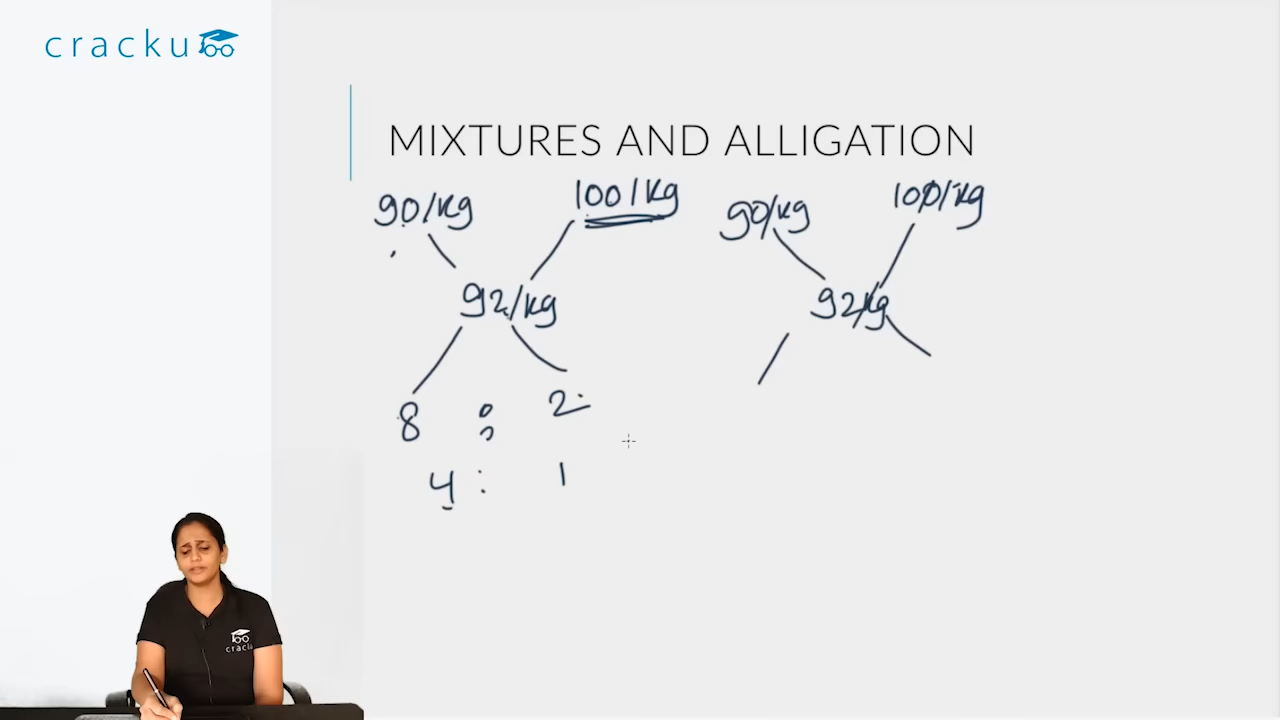 cracku
MIXTURES AND ALLIGATION
90/kg 100/kg
92/kg
8 : 2
4 : 1
90/kg 100/kg
92/kg
cracku